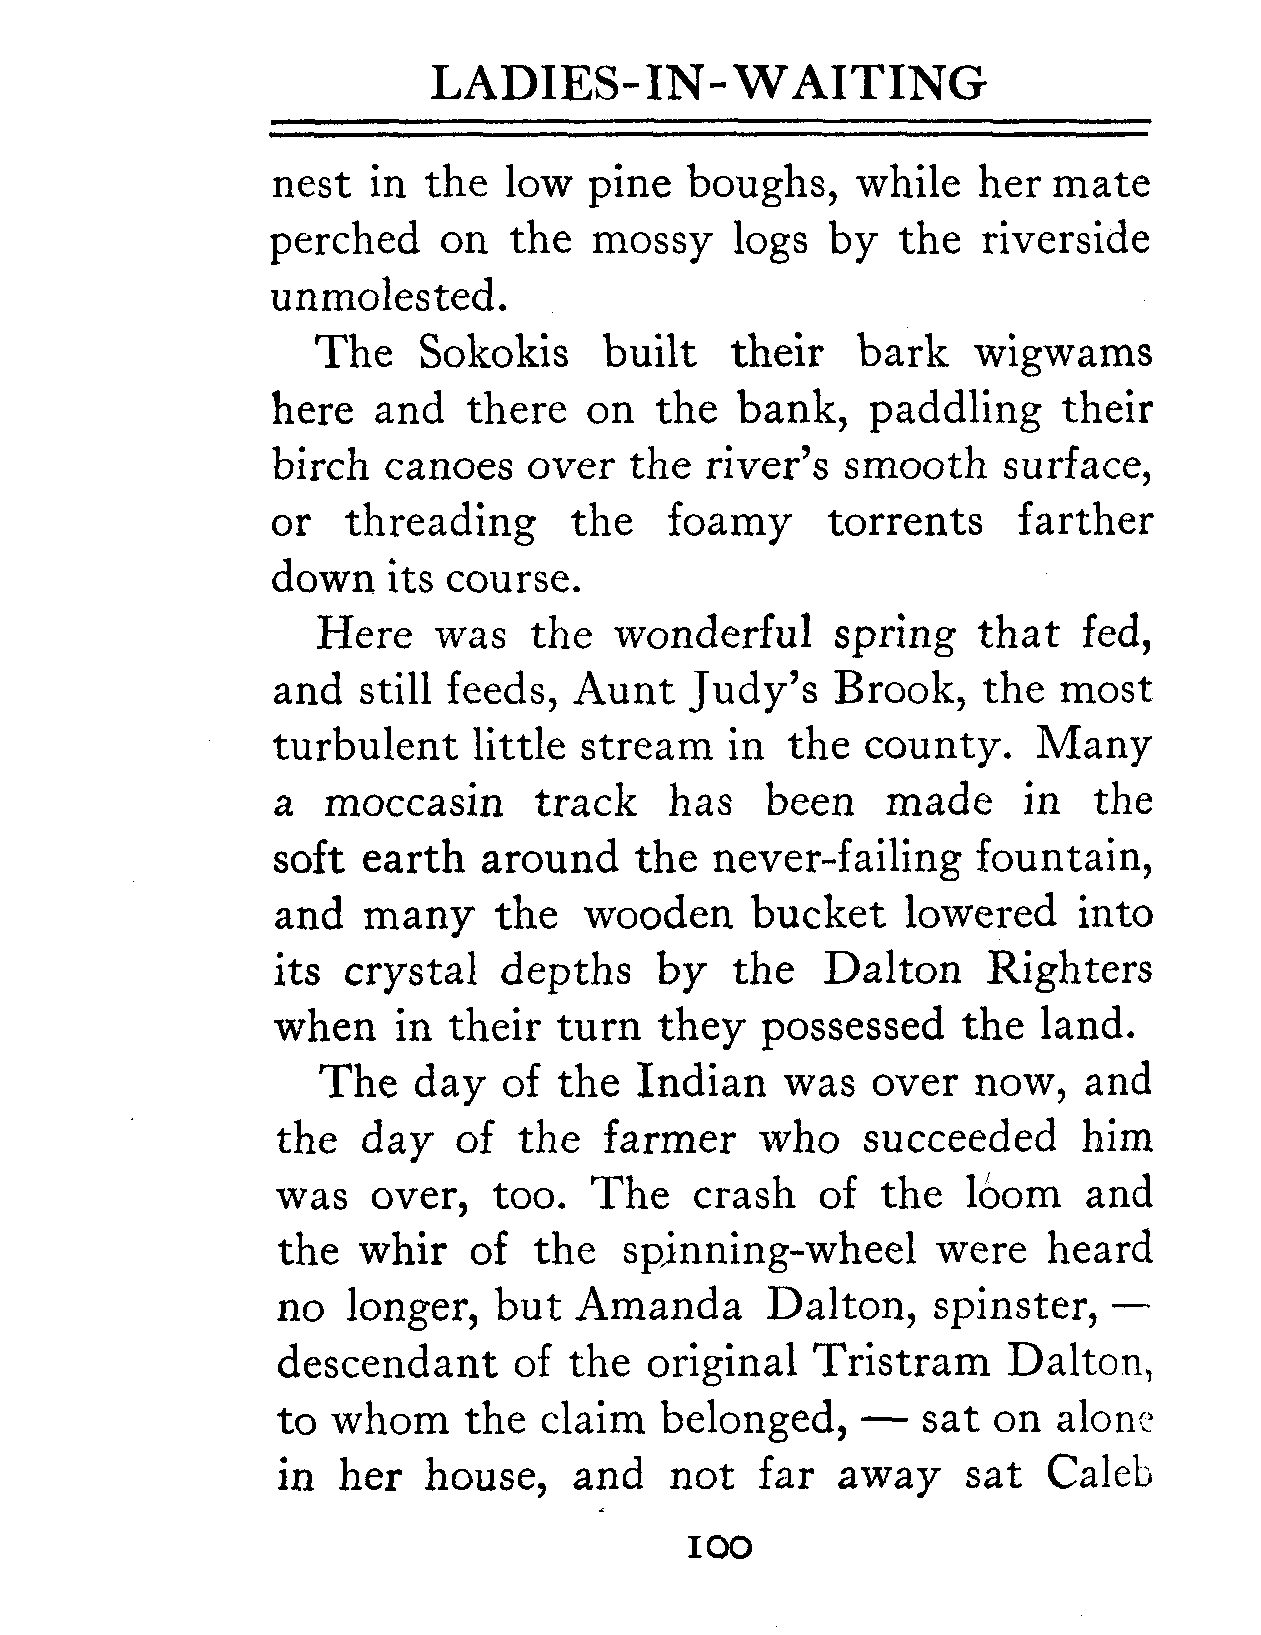 LADIES-IN-WAITING
nest in the low pine boughs, while her mate
perched on the mossy logs by the riverside
unmolested.
The Sokokis built their bark wigwams
here and there on the bank, paddling their
birch canoes over the river's smooth surface,
or threading the foamy torrents farther
down its course.
Here was the wonderful spring that fed,
and still feeds, Aunt Judy's Brook, the most
turbulent little stream in the county. Many
a moccasin track has been made in the
soft earth around the never-failing fountain,
and many the wooden bucket lowered into
its crystal depths by the Dalton Righters
when in their turn they possessed the land.
The day of the Indian was over now, and
the day of the farmer who succeeded him
was over, too. The crash of the loom and
the whir of the spinning-wheel were heard
no longer, but Amanda Dalton, spinster, —
descendant of the original Tristram Dalton,
to whom the claim belonged, — sat on alone
in her house, and not far away sat Caleb
100